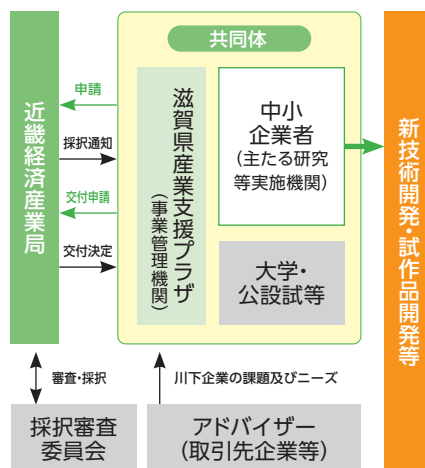 共同体
近畿経済産業局
申請
採択通知
交付申請
交付決定
滋賀県産業支援プラザ
（事業管理機関）
中小
企業者
（主たる研究
等実施機関）
大学・
公設試等
新技術開発・試作品開発等
審査・採択
川下企業の課題及びニーズ
採択審査
委員会
アドバイザー
（取引先企業等）